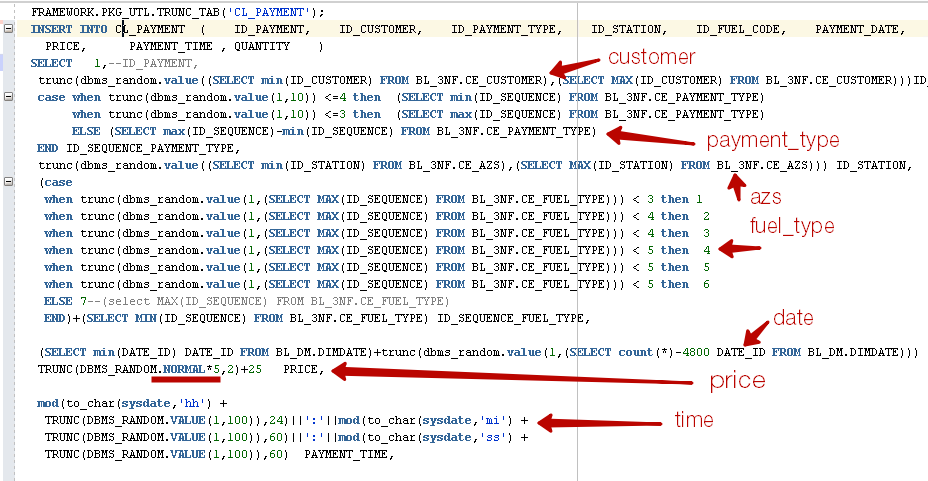 FRAMEWORK.PKG_UTL.TRUNC_TAB('CL_PAYMENT');
INSERT INTO CL_PAYMENT ( ID_PAYMENT, ID_CUSTOMER, ID_PAYMENT_TYPE, ID_STATION, ID_FUEL_CODE, PAYMENT_DATE,
PRICE, PAYMENT_TIME , QUANTITY )
SELECT 1,--ID_PAYMENT,
customer
trunc(dbms_random.value((SELECT min(ID_CUSTOMER) FROM BL_3NF.CE_CUSTOMER),(SELECT MAX(ID_CUSTOMER) FROM BL_3NF.CE_CUSTOMER)))ID
case when trunc(dbms_random.value(1,10)) <=4 then (SELECT min(ID_SEQUENCE) FROM BL_3NF.CE_PAYMENT_TYPE)
when trunc(dbms_random.value(1,10)) <=3 then (SELECT max(ID_SEQUENCE) FROM BL_3NF.CE_PAYMENT_TYPE)
ELSE (SELECT max(ID_SEQUENCE)-min(ID_SEQUENCE) FROM BL_3NF.CE_PAYMENT_TYPE)
payment_type
END ID_SEQUENCE_PAYMENT_TYPE,
trunc(dbms_random.value((SELECT min(ID_STATION) FROM BL_3NF.CE_AZS),(SELECT MAX(ID_STATION) FROM BL_3NF.CE_AZS))) ID_STATION,
(case
azs
when trunc(dbms_random.value(1,(SELECT MAX(ID_SEQUENCE) FROM BL_3NF.CE_FUEL_TYPE))) < 3 then 1
when trunc(dbms_random.value(1,(SELECT MAX(ID_SEQUENCE) FROM BL_3NF.CE_FUEL_TYPE))) < 4 then 2
fuel_type
when trunc(dbms_random.value(1,(SELECT MAX(ID_SEQUENCE) FROM BL_3NF.CE_FUEL_TYPE))) < 4 then 3
when trunc(dbms_random.value(1,(SELECT MAX(ID_SEQUENCE) FROM BL_3NF.CE_FUEL_TYPE))) < 5 then 4
when trunc(dbms_random.value(1,(SELECT MAX(ID_SEQUENCE) FROM BL_3NF.CE_FUEL_TYPE))) < 5 then 5
when trunc(dbms_random.value(1,(SELECT MAX(ID_SEQUENCE) FROM BL_3NF.CE_FUEL_TYPE))) < 5 then 6
ELSE 7--(select MAX(ID_SEQUENCE) FROM BL_3NF.CE_FUEL_TYPE)
END)+(SELECT MIN(ID_SEQUENCE) FROM BL_3NF.CE_FUEL_TYPE) ID_SEQUENCE_FUEL_TYPE,
date
(SELECT min(DATE_ID) DATE_ID FROM BL_DM.DIMDATE)+trunc(dbms_random.value(1,(SELECT count(*)-4800 DATE_ID FROM BL_DM.DIMDATE)))
TRUNC(DBMS_RANDOM.NORMAL*5,2)+25 PRICE,
price
mod(to_char(sysdate,'hh') +
TRUNC(DBMS_RANDOM.VALUE(1,100)),24)||':'||mod(to_char(sysdate,'mi') +
time
TRUNC(DBMS_RANDOM.VALUE(1,100)),60)||':'||mod(to_char(sysdate,'ss') +
TRUNC(DBMS_RANDOM.VALUE(1,100)),60) PAYMENT_TIME,